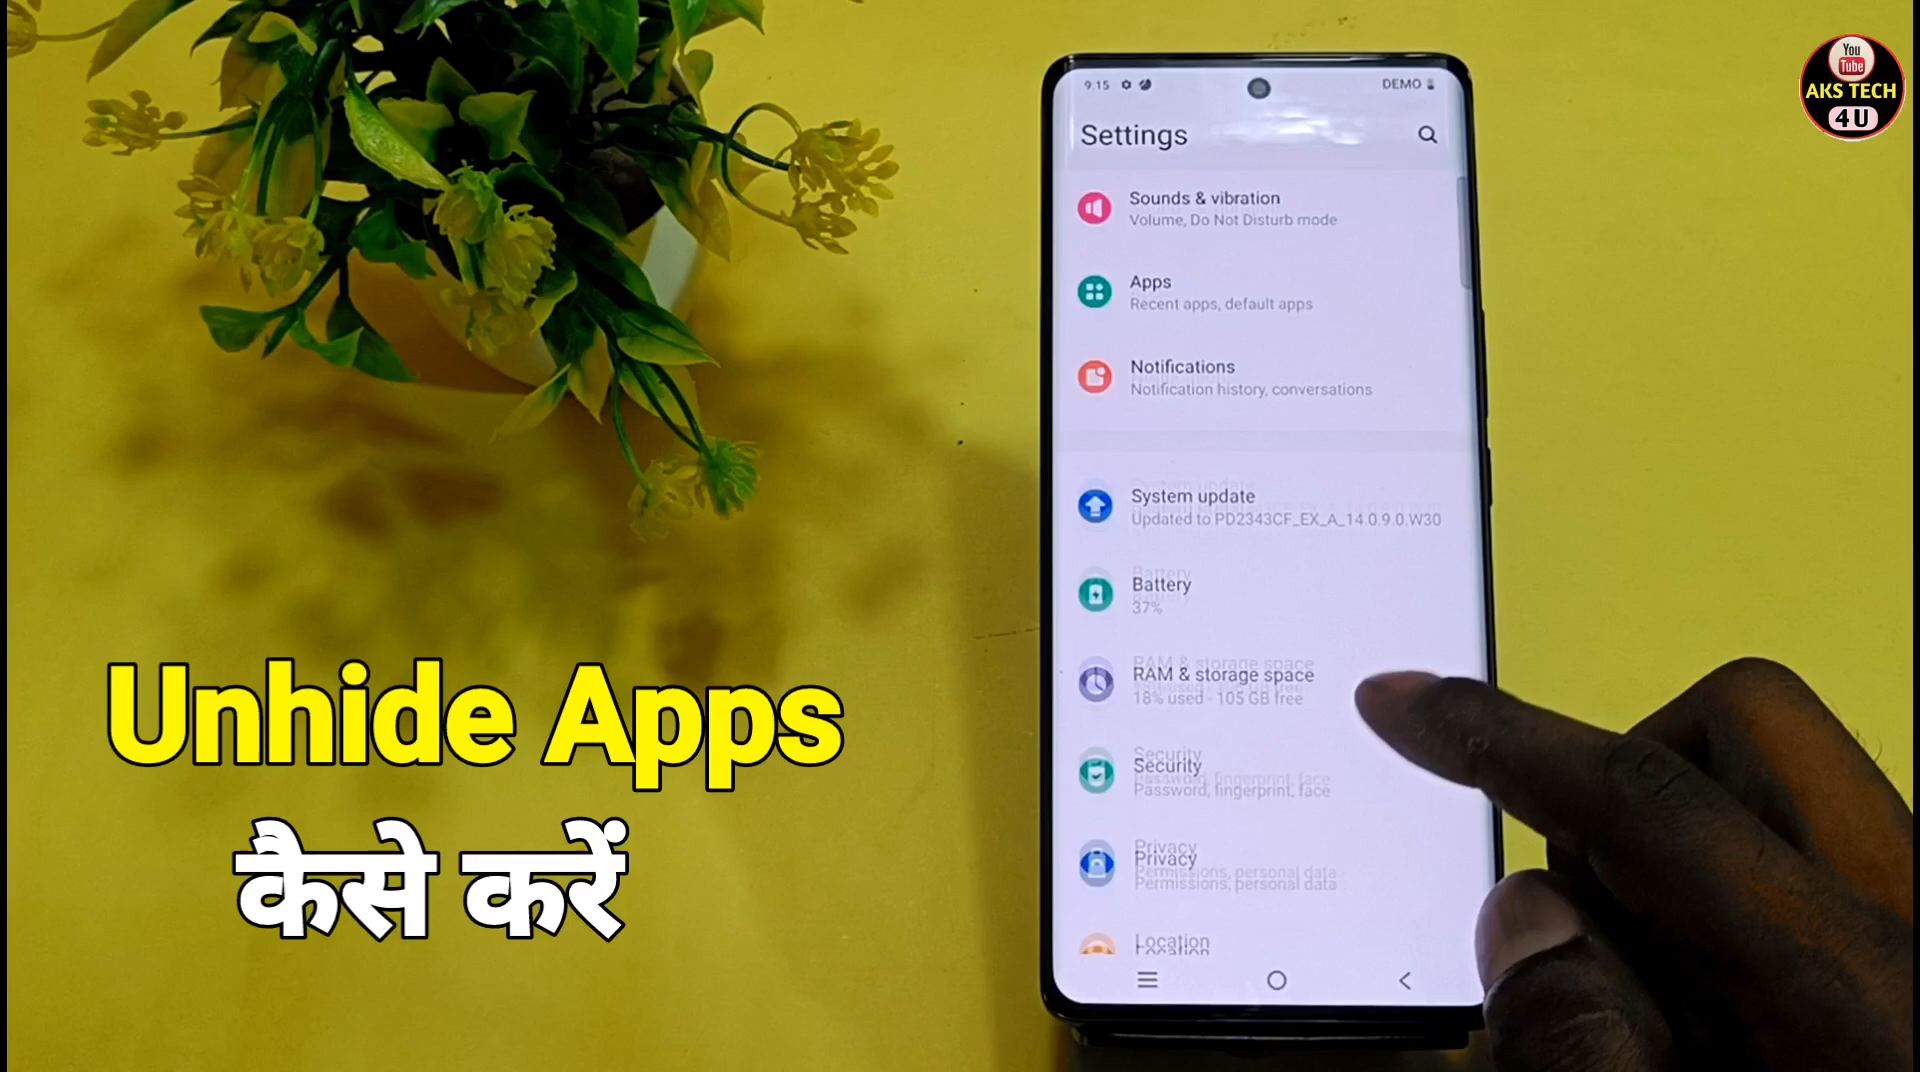 You
Tube
AKS TECH
4U
9:15
DEMO
Settings
Sounds & vibration
Volume, Do Not Disturb mode
Apps
Recent apps, default apps
Notifications
Notification history, conversations
System update
Updated to PD2343CF_EX_A_14.0.9.0.W30
Battery
37%
RAM & storage space
18% used - 105 GB free
Security
Password, fingerprint, face
Privacy
Permissions, personal data
Location
Unhide Apps
कैसे करें